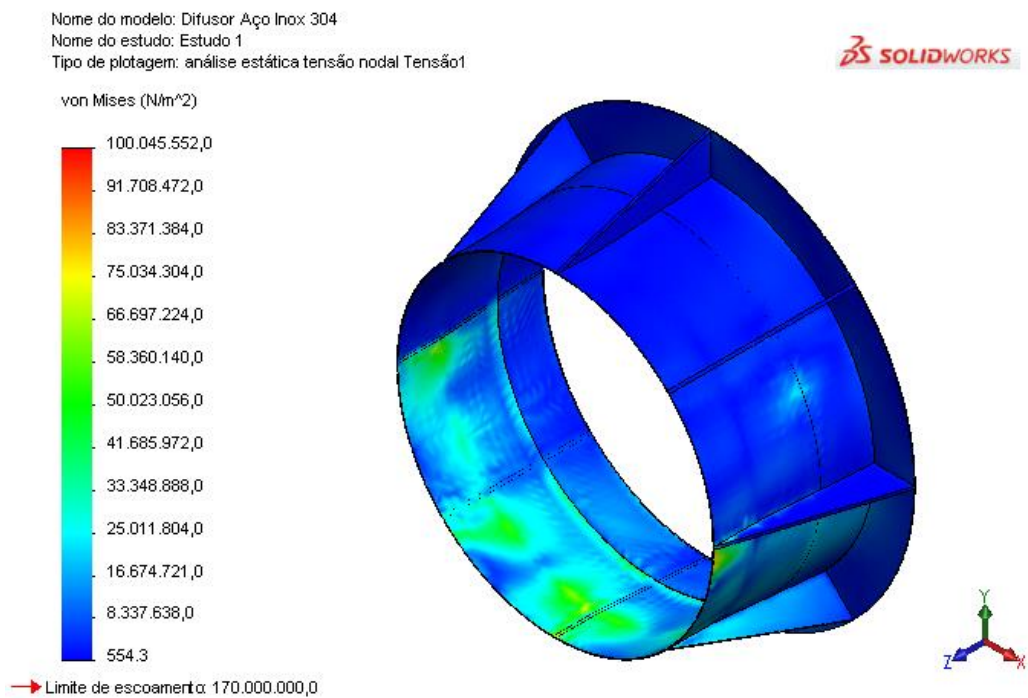 Nome do modelo: Difusor Aço Inox 304
Nome do estudo: Estudo 1
Tipo de plotagem: análise estática tensão nodal Tensão1
SOLIDWORKS
von Mises (N/m^2)
100.045.552,0
91.708.472,0
83.371.384,0
75.034.304,0
66.697.224,0
58.360.140,0
50.023.056,0
41.685.972,0
33.348.888,0
25.011.804,0
16.674.721,0
8.337.638,0
554.3
Y
Z
X
Limite de escoamento: 170.000.000,0